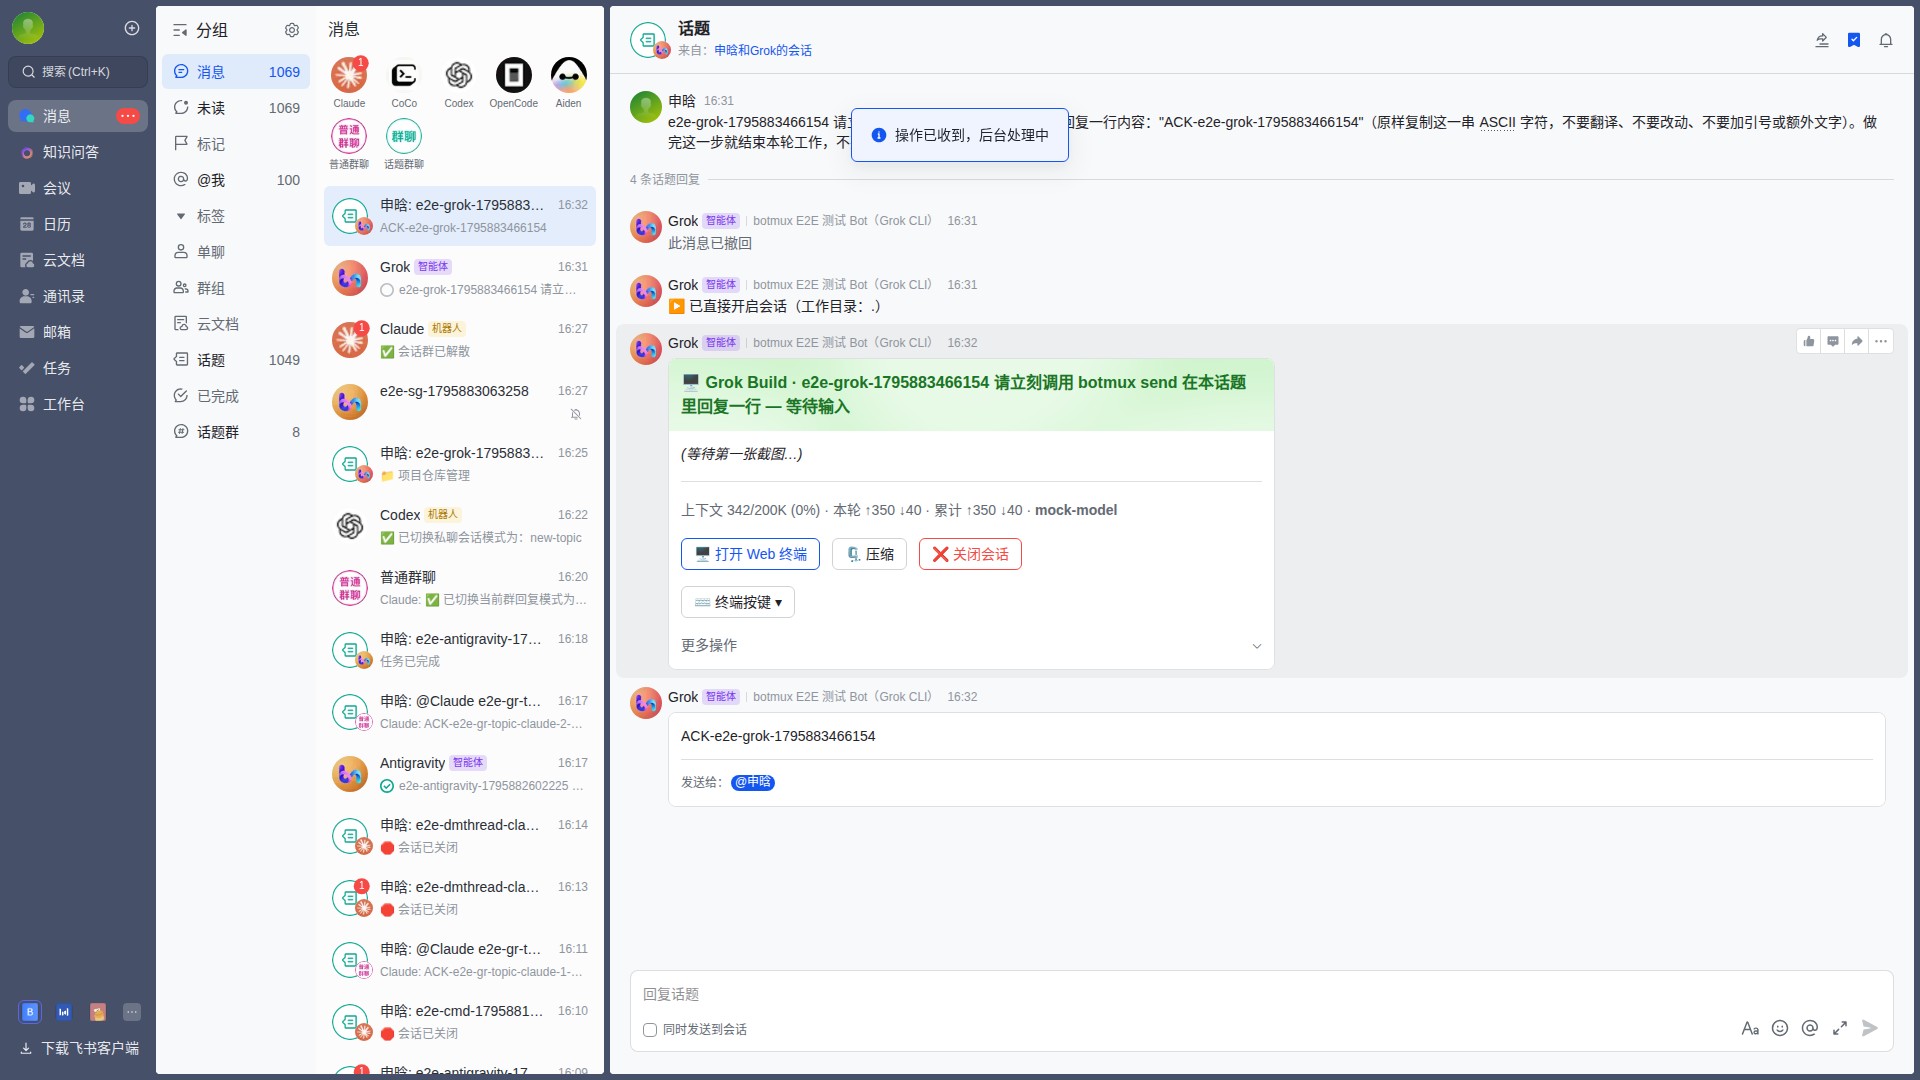 搜索 (Ctrl+K)
消息
知识问答
会议
日历
云文档
通讯录
邮箱
任务
工作台
下载飞书客户端
分组
消息 1069
未读 1069
标记
@我 100
标签
单聊
群组
云文档
话题 1049
已完成
话题群 8
消息
1
Claude
CoCo
Codex
OpenCode
Aiden
普通群聊
普通群聊
群聊
话题群聊
申晗: e2e-grok-1795883... 16:32
ACK-e2e-grok-1795883466154
Grok 智能体 16:31
e2e-grok-1795883466154 请立…
1
Claude 机器人 16:27
✅ 会话群已解散
e2e-sg-1795883063258 16:27
申晗: e2e-grok-1795883... 16:25
📁 项目仓库管理
Codex 机器人 16:22
✅ 已切换私聊会话模式为：new-topic
普通群聊
普通群聊 16:20
Claude: ✅ 已切换当前群回复模式为…
申晗: e2e-antigravity-17... 16:18
任务已完成
申晗: @Claude e2e-gr-t... 16:17
Claude: ACK-e2e-gr-topic-claude-2-…
Antigravity 智能体 16:17
e2e-antigravity-1795882602225 …
申晗: e2e-dmthread-cla... 16:14
🛑 会话已关闭
1
申晗: e2e-dmthread-cla... 16:13
🛑 会话已关闭
申晗: @Claude e2e-gr-t... 16:11
Claude: ACK-e2e-gr-topic-claude-1-…
申晗: e2e-cmd-1795881... 16:10
🛑 会话已关闭
1
申晗: e2e-antigravity-17... 16:09
话题
来自：申晗和Grok的会话
申晗 16:31
e2e-grok-1795883466154 请立 回复一行内容："ACK-e2e-grok-1795883466154"（原样复制这一串 ASCII 字符，不要翻译、不要改动、不要加引号或额外文字）。做
完这一步就结束本轮工作，不
操作已收到，后台处理中
4 条话题回复
Grok 智能体 botmux E2E 测试 Bot（Grok CLI） 16:31
此消息已撤回
Grok 智能体 botmux E2E 测试 Bot（Grok CLI） 16:31
▶️ 已直接开启会话（工作目录：.）
Grok 智能体 botmux E2E 测试 Bot（Grok CLI） 16:32
🖥️ Grok Build · e2e-grok-1795883466154 请立刻调用 botmux send 在本话题
里回复一行 — 等待输入
(等待第一张截图…)
上下文 342/200K (0%) · 本轮 ↑350 ↓40 · 累计 ↑350 ↓40 · mock-model
🖥️ 打开 Web 终端
🗜️ 压缩
❌ 关闭会话
⌨️ 终端按键 ▾
更多操作
Grok 智能体 botmux E2E 测试 Bot（Grok CLI） 16:32
ACK-e2e-grok-1795883466154
发送给：@申晗
回复话题
同时发送到会话